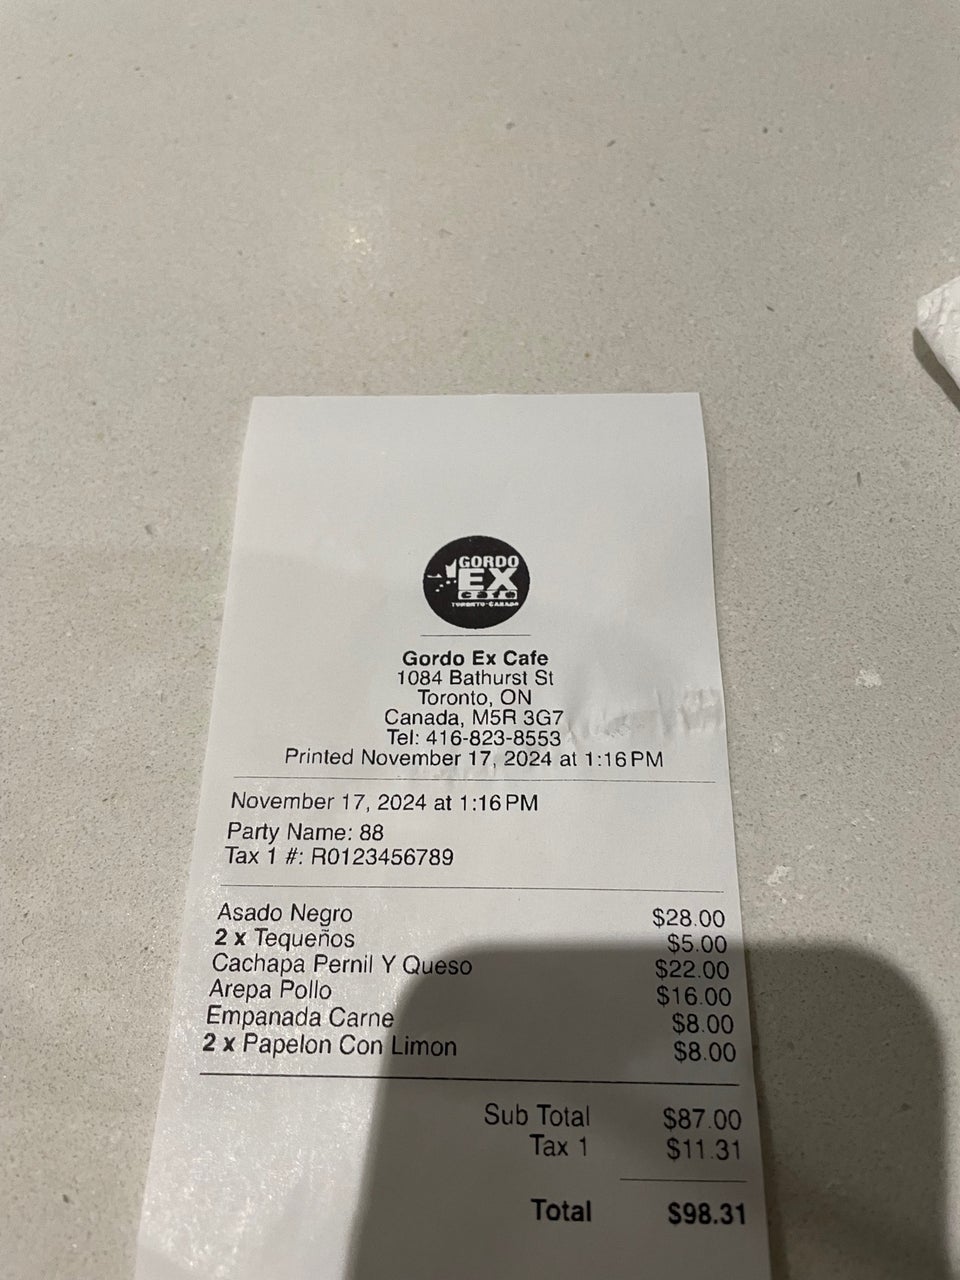 GORDO
EX
CAFE
TORONTO-CANADA
Gordo Ex Cafe
1084 Bathurst St
Toronto, ON
Canada, M5R 3G7
Tel: 416-823-8553
Printed November 17, 2024 at 1:16 PM
November 17, 2024 at 1:16 PM
Party Name: 88
Tax 1 #: R0123456789
Asado Negro $28.00
2 x Tequeños $5.00
Cachapa Pernil Y Queso $22.00
Arepa Pollo $16.00
Empanada Carne $8.00
2 x Papelon Con Limon $8.00
Sub Total $87.00
Tax 1 $11.31
Total $98.31